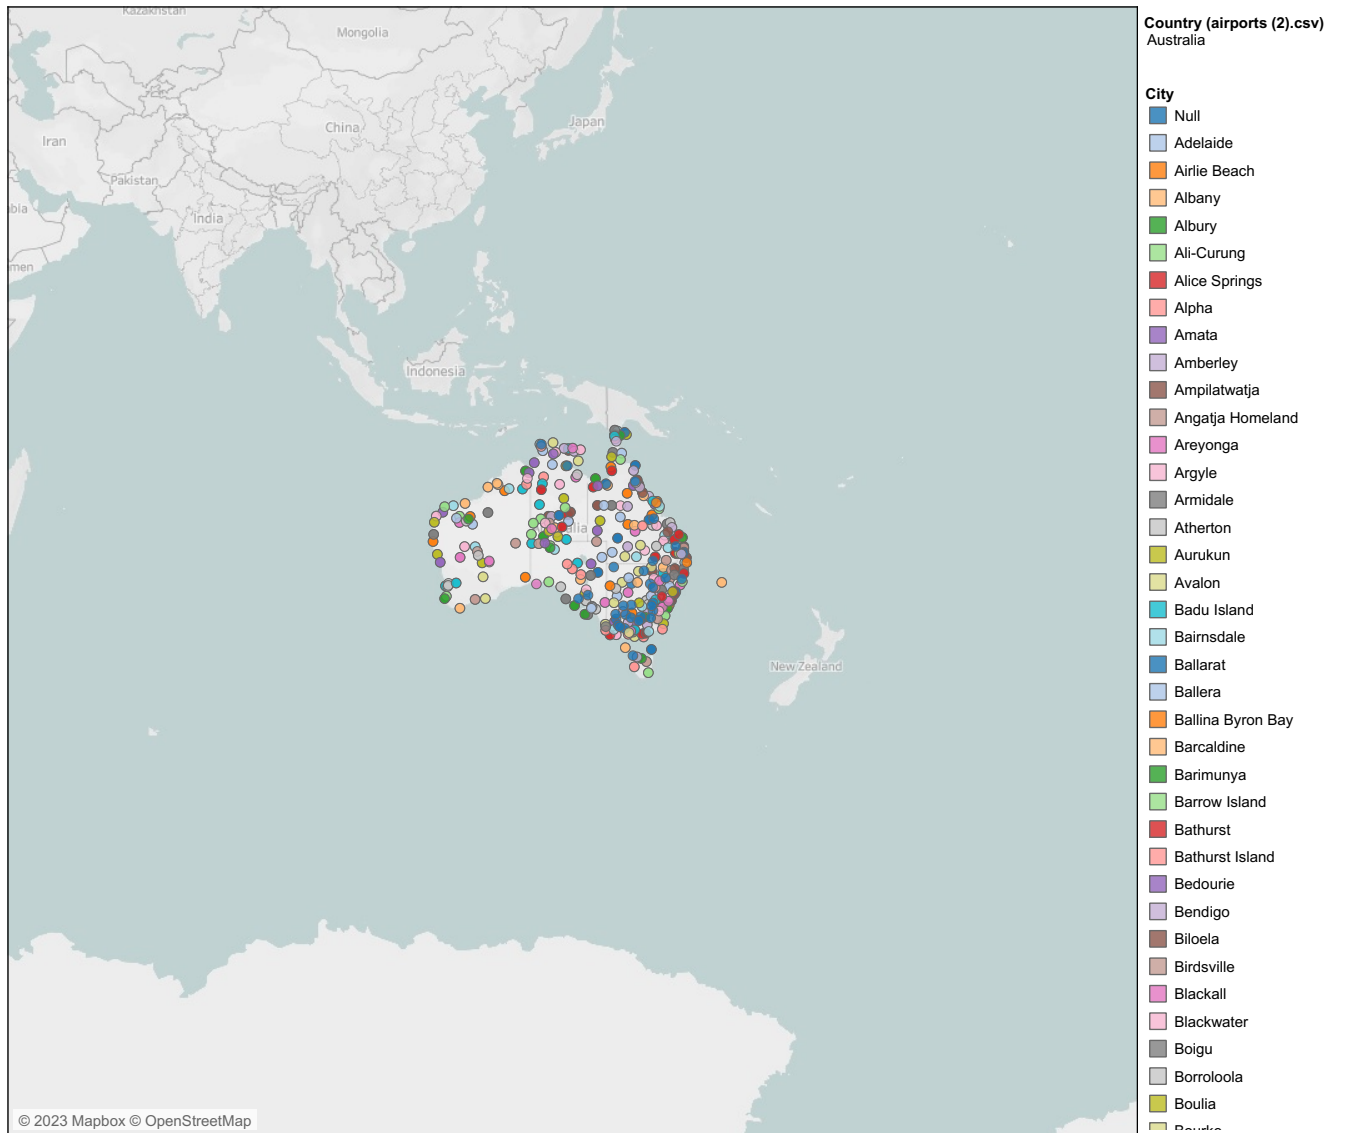 Kazakhstan
Mongolia
China
Japan
Iran
Pakistan
India
Indonesia
New Zealand
© 2023 Mapbox © OpenStreetMap
Country (airports (2).csv)
Australia
City
Null
Adelaide
Airlie Beach
Albany
Albury
Ali-Curung
Alice Springs
Alpha
Amata
Amberley
Ampilatwatja
Angatja Homeland
Areyonga
Argyle
Armidale
Atherton
Aurukun
Avalon
Badu Island
Bairnsdale
Ballarat
Ballera
Ballina Byron Bay
Barcaldine
Barimunya
Barrow Island
Bathurst
Bathurst Island
Bedourie
Bendigo
Biloela
Birdsville
Blackall
Blackwater
Boigu
Borroloola
Boulia